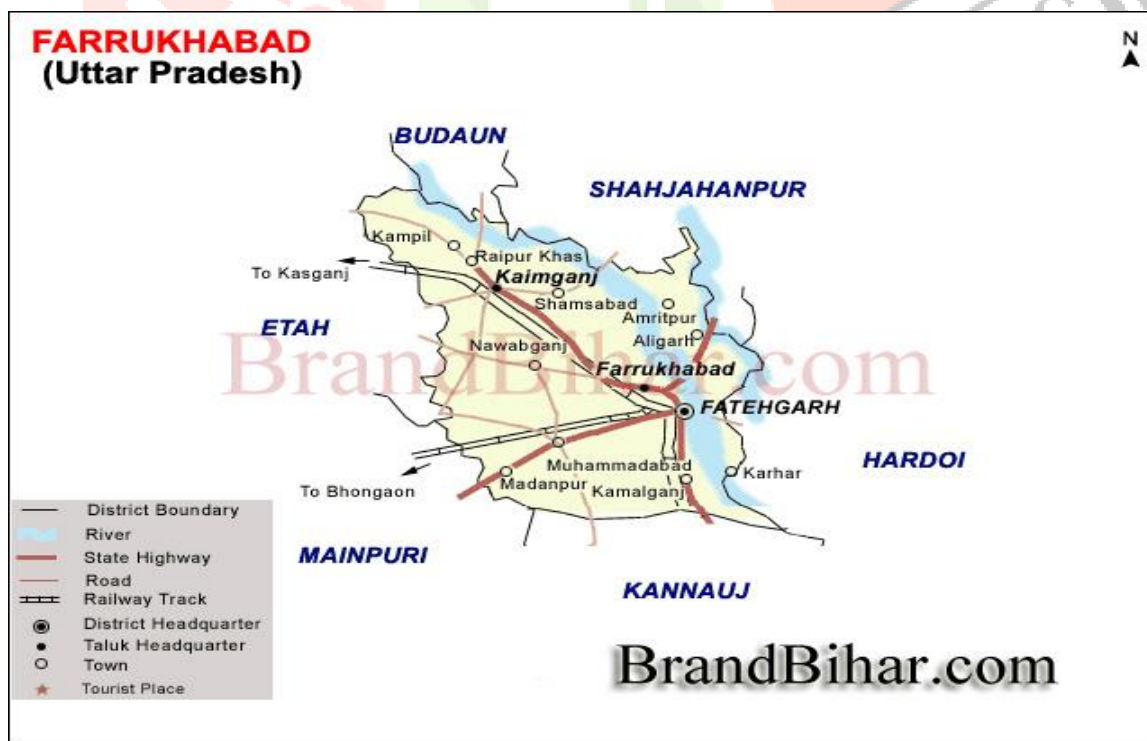 FARRUKHABAD
(Uttar Pradesh)
N
BUDAUN
SHAHJAHANPUR
Kampil
Raipur Khas
To Kasganj
Kaimganj
Shamsabad
Amritpur
ETAH
Aligarh
Nawabganj
BrandBihar.com
Farrukhabad
FATEHGARH
HARDOI
Muhammadabad
Karhar
Madanpur
Kamalganj
To Bhongaon
MAINPURI
KANNAUJ
District Boundary
River
State Highway
Road
Railway Track
District Headquarter
Taluk Headquarter
Town
Tourist Place
BrandBihar.com